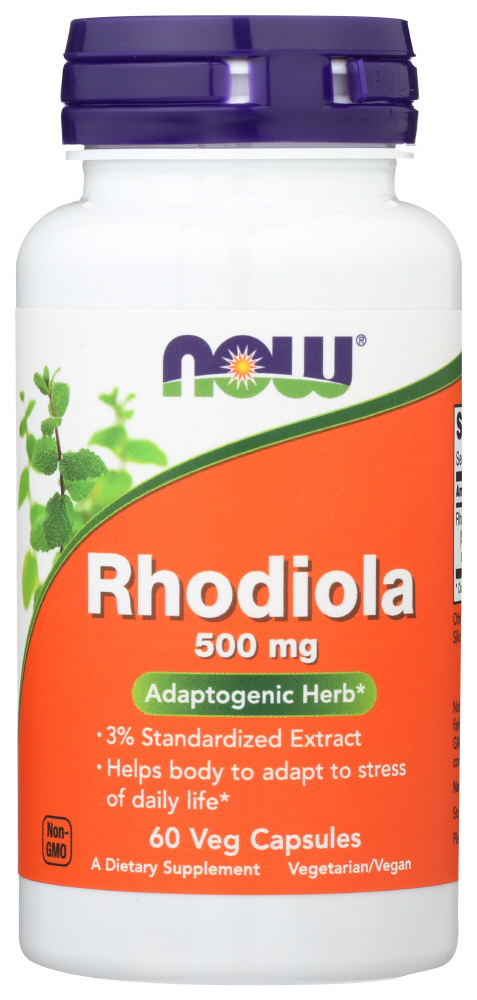 NOW®
Rhodiola
500 mg
Adaptogenic Herb*
• 3% Standardized Extract
• Helps body to adapt to stress
of daily life*
Non-
GMO
60 Veg Capsules
A Dietary Supplement Vegetarian/Vegan